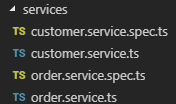 services
TS customer.service.spec.ts
TS customer.service.ts
TS order.service.spec.ts
TS order.service.ts